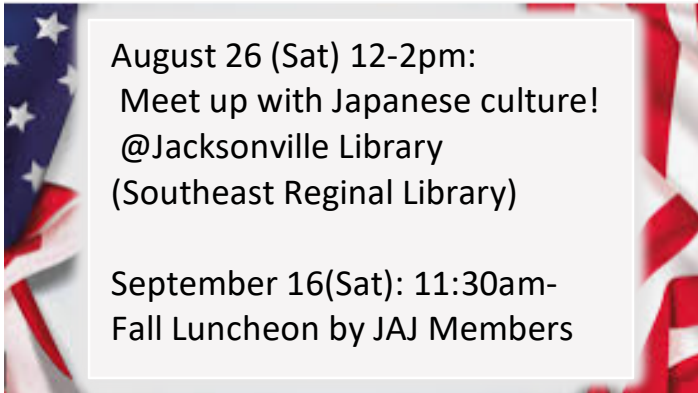 August 26 (Sat) 12-2pm:
Meet up with Japanese culture!
@Jacksonville Library
(Southeast Reginal Library)
September 16(Sat): 11:30am-
Fall Luncheon by JAJ Members